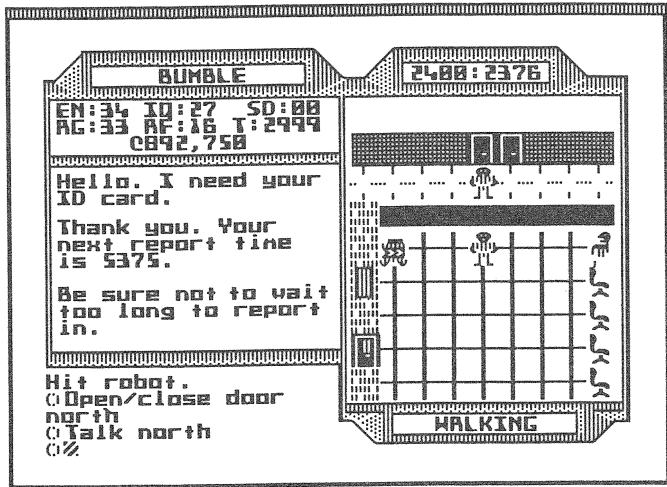 BUMBLE
2400:2376
EN:34 IQ:27 SD:00
AG:33 AF:16 T:2999
C892,750
Hello. I need your
ID card.
Thank you. Your
next report time
is 5375.
Be sure not to wait
too long to report
in.
Hit robot.
Open/close door
north
Talk north
WALKING